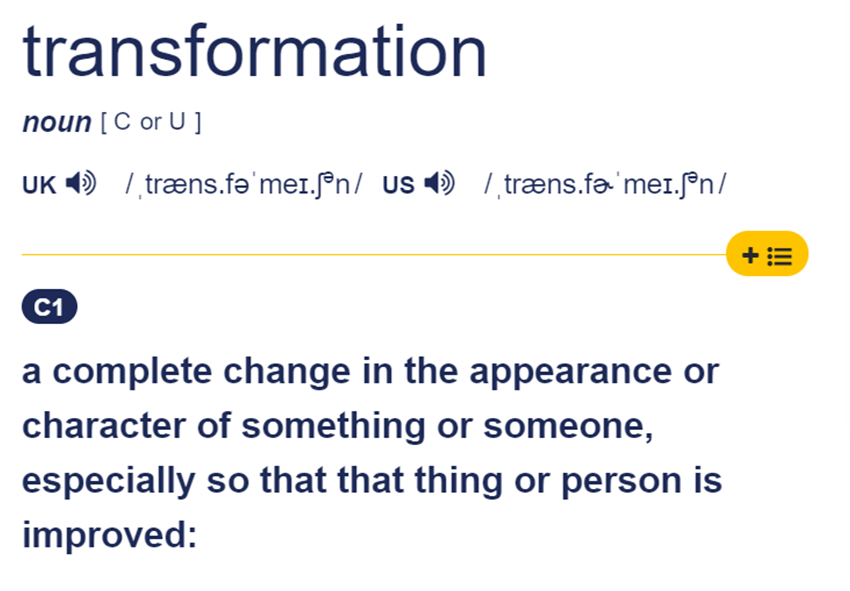 transformation
noun [ C or U ]
UK /ˌtræns.fəˈmeɪ.ʃᵊn/ US /ˌtræns.fɚˈmeɪ.ʃᵊn/
C1
a complete change in the appearance or
character of something or someone,
especially so that that thing or person is
improved: